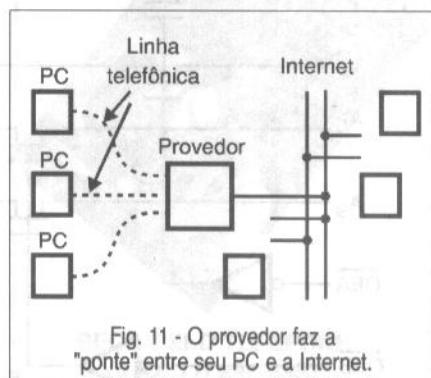 Linha
telefônica
PC
Internet
Provedor
PC
PC
Fig. 11 - O provedor faz a
"ponte" entre seu PC e a Internet.